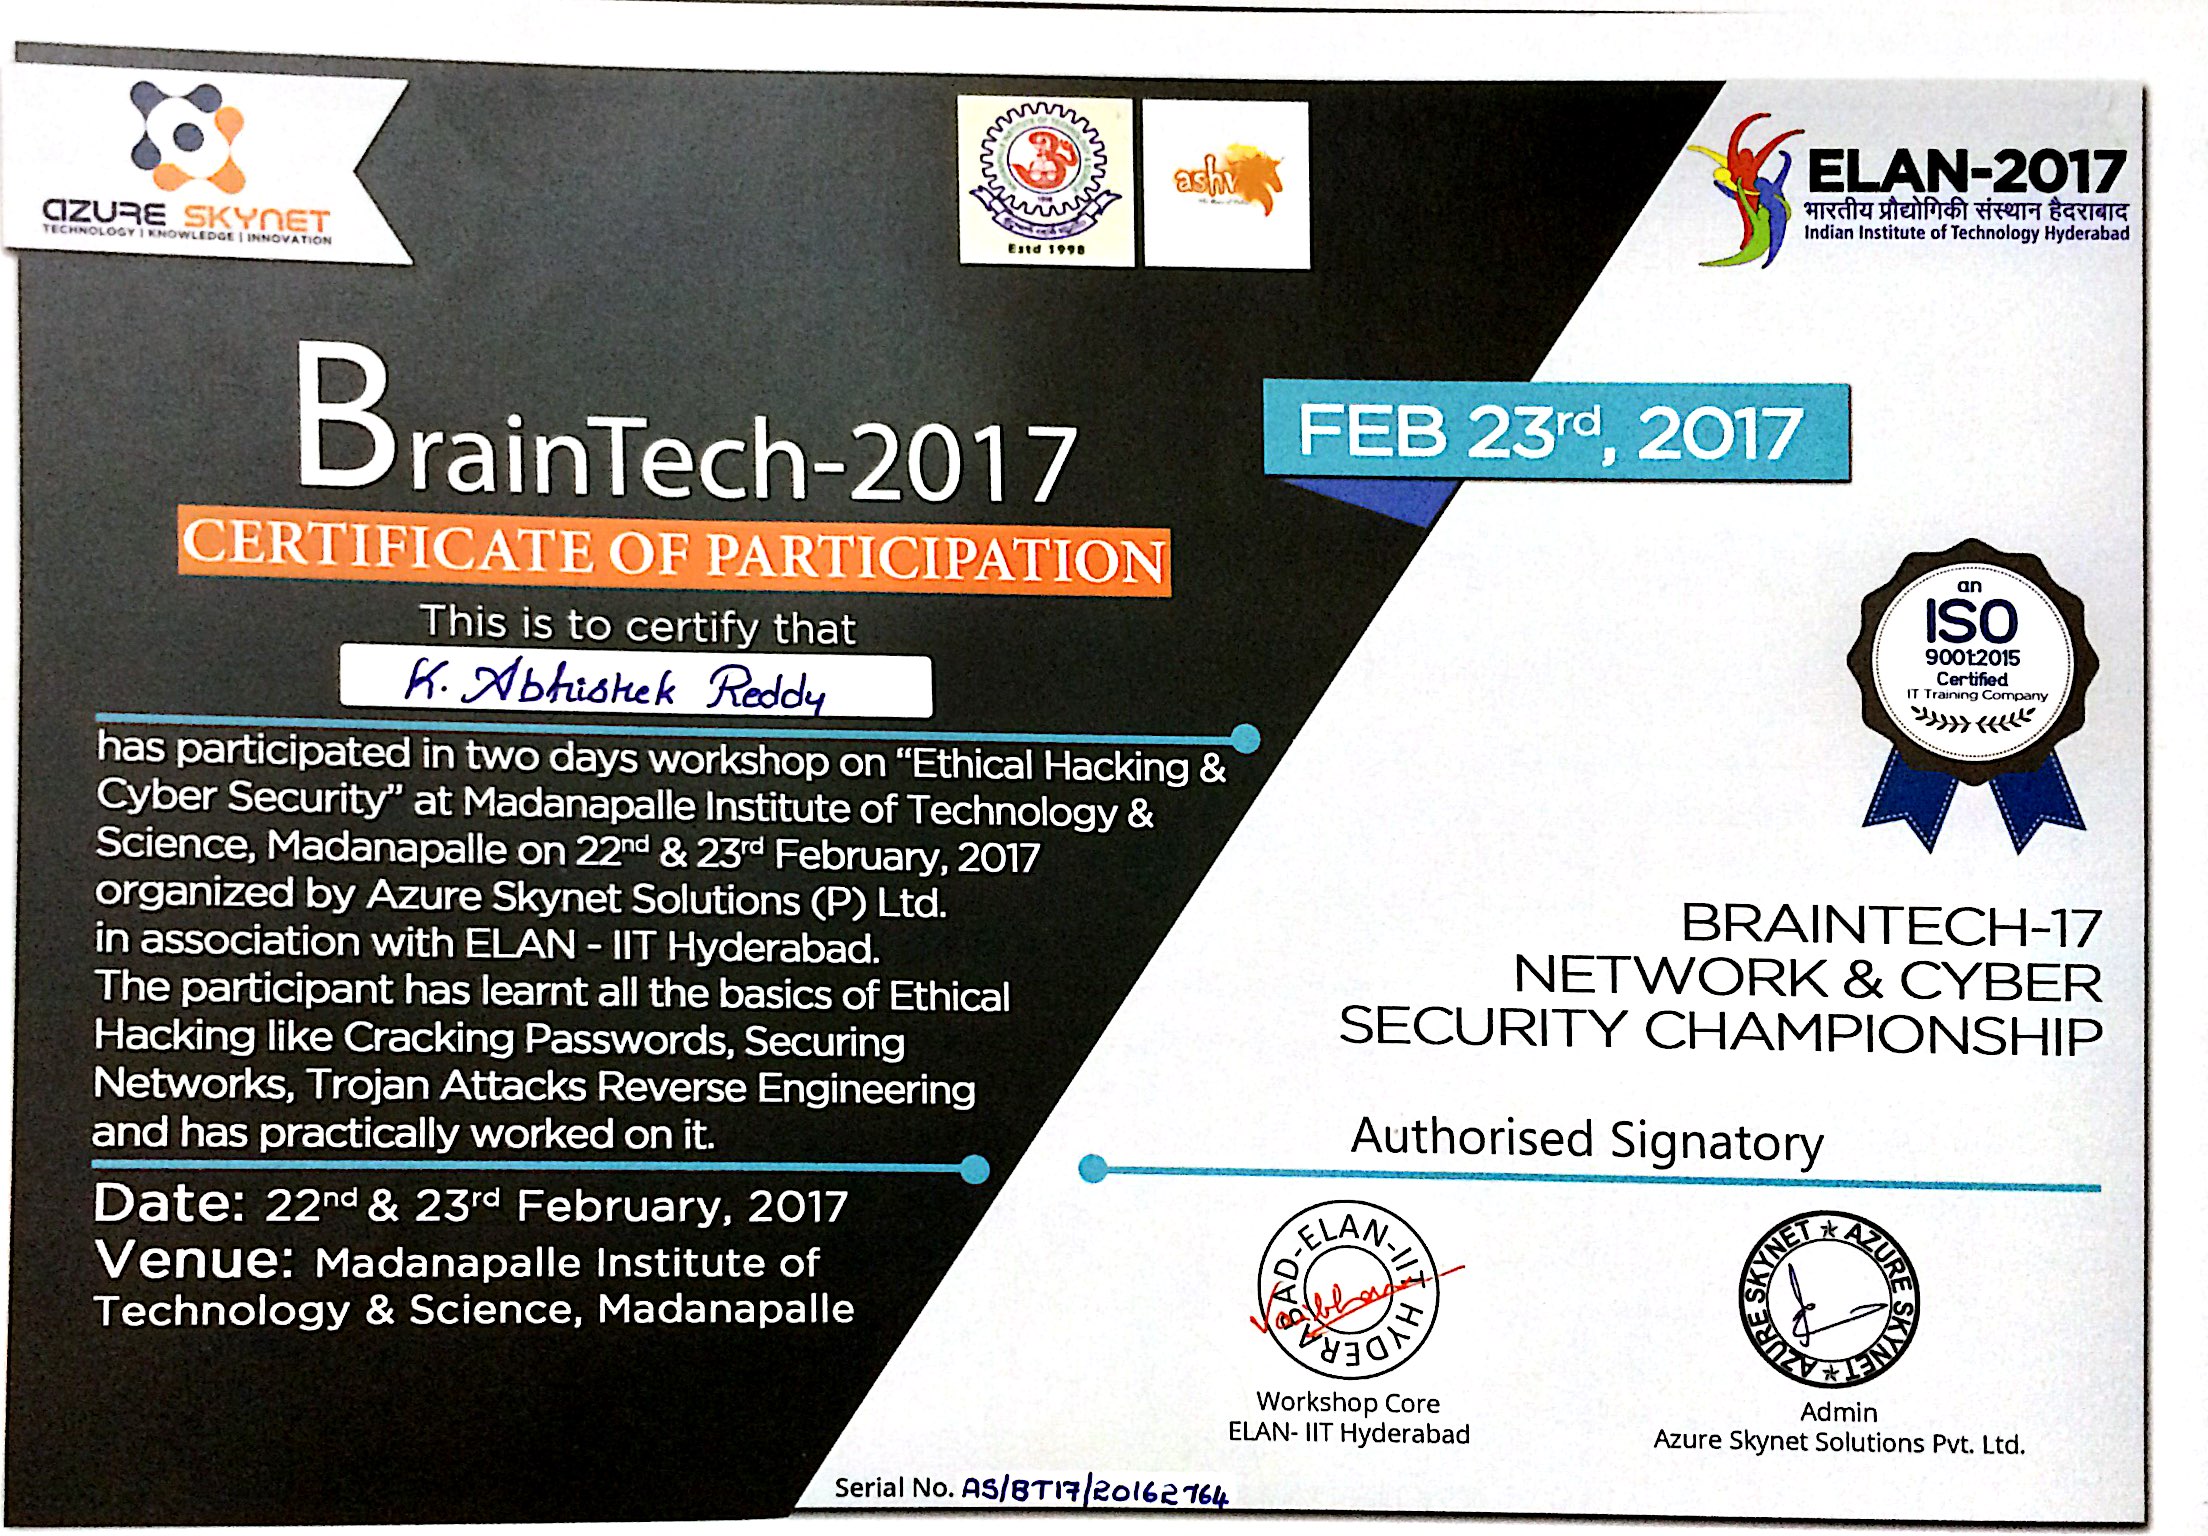 AZURE SKYNET
TECHNOLOGY | KNOWLEDGE | INNOVATION
Estd 1998
ashv
ELAN-2017
भारतीय प्रौद्योगिकी संस्थान हैदराबाद
Indian Institute of Technology Hyderabad
BrainTech-2017
FEB 23rd, 2017
CERTIFICATE OF PARTICIPATION
This is to certify that
K. Abhishek Reddy
has participated in two days workshop on “Ethical Hacking &
Cyber Security” at Madanapalle Institute of Technology &
Science, Madanapalle on 22nd & 23rd February, 2017
organized by Azure Skynet Solutions (P) Ltd.
in association with ELAN - IIT Hyderabad.
The participant has learnt all the basics of Ethical
Hacking like Cracking Passwords, Securing
Networks, Trojan Attacks Reverse Engineering
and has practically worked on it.
Date: 22nd & 23rd February, 2017
Venue: Madanapalle Institute of
Technology & Science, Madanapalle
an
ISO
9001:2015
Certified
IT Training Company
BRAINTECH-17
NETWORK & CYBER
SECURITY CHAMPIONSHIP
Authorised Signatory
ELAN-IIT HYDERABAD
Vaibhav
Workshop Core
ELAN- IIT Hyderabad
AZURE SKYNET * AZURE SKYNET *
Admin
Azure Skynet Solutions Pvt. Ltd.
Serial No. AS/BT17/20162764